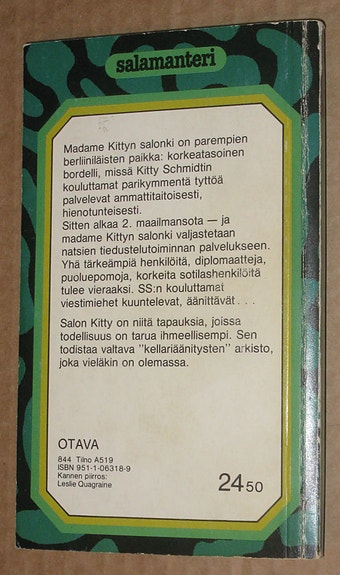 salamanteri
Madame Kittyn salonki on parempien
berliiniläisten paikka: korkeatasoinen
bordelli, missä Kitty Schmidtin
kouluttamat parikymmentä tyttöä
palvelevat ammattitaitoisesti,
hienotunteisesti.
Sitten alkaa 2. maailmansota — ja
madame Kittyn salonki valjastetaan
natsien tiedustelutoiminnan palvelukseen.
Yhä tärkeämpiä henkilöitä, diplomaatteja,
puoluepomoja, korkeita sotilashenkilöitä
tulee vieraaksi. SS:n kouluttamat
viestimiehet kuuntelevat, äänittävät . . .
Salon Kitty on niitä tapauksia, joissa
todellisuus on tarua ihmeellisempi. Sen
todistaa valtava "kellariäänitysten" arkisto,
joka vieläkin on olemassa.
OTAVA
844 Tilno A519
ISBN 951-1-06318-9
Kannen piirros:
Leslie Quagraine
24 50